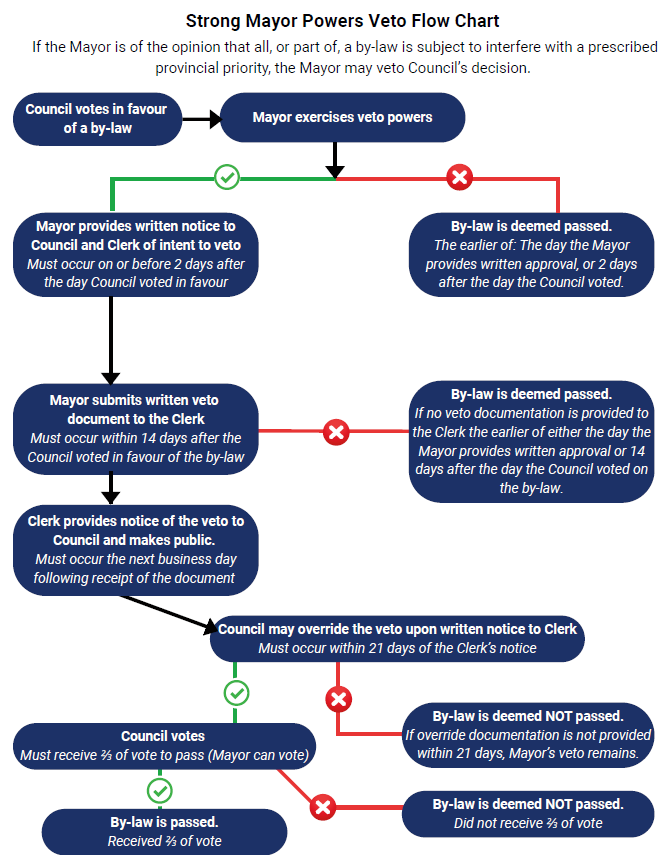 Strong Mayor Powers Veto Flow Chart
If the Mayor is of the opinion that all, or part of, a by-law is subject to interfere with a prescribed
provincial priority, the Mayor may veto Council's decision.
Council votes in favour
of a by-law
Mayor exercises veto powers
Mayor provides written notice to
Council and Clerk of intent to veto
Must occur on or before 2 days after
the day Council voted in favour
By-law is deemed passed.
The earlier of: The day the Mayor
provides written approval, or 2 days
after the day the Council voted.
Mayor submits written veto
document to the Clerk
Must occur within 14 days after the
Council voted in favour of the by-law
By-law is deemed passed.
If no veto documentation is provided to
the Clerk the earlier of either the day the
Mayor provides written approval or 14
days after the day the Council voted on
the by-law.
Clerk provides notice of the veto to
Council and makes public.
Must occur the next business day
following receipt of the document
Council may override the veto upon written notice to Clerk
Must occur within 21 days of the Clerk's notice
By-law is deemed NOT passed.
If override documentation is not provided
within 21 days, Mayor's veto remains.
Council votes
Must receive ⅔ of vote to pass (Mayor can vote)
By-law is deemed NOT passed.
Did not receive ⅔ of vote
By-law is passed.
Received ⅔ of vote